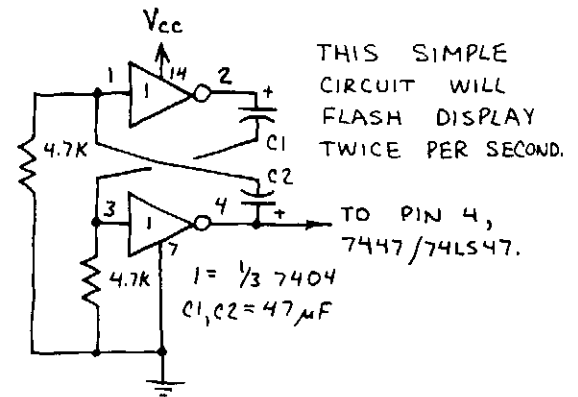 Vcc
THIS SIMPLE
CIRCUIT WILL
FLASH DISPLAY
TWICE PER SECOND.
1
1
14
2
+
4.7K
C1
C2
3
1
4
+
7
TO PIN 4,
7447/74LS47.
4.7K
1 = 1/3 7404
C1, C2 = 47 µF